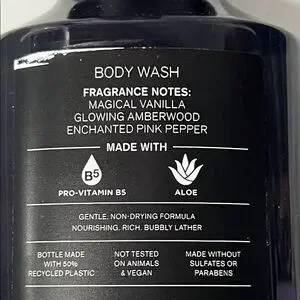 BODY WASH
FRAGRANCE NOTES:
MAGICAL VANILLA
GLOWING AMBERWOOD
ENCHANTED PINK PEPPER
MADE WITH
B5
PRO-VITAMIN B5
ALOE
GENTLE, NON-DRYING FORMULA
NOURISHING, RICH, BUBBLY LATHER
BOTTLE MADE
WITH 50%
RECYCLED PLASTIC
NOT TESTED
ON ANIMALS
& VEGAN
MADE WITHOUT
SULFATES OR
PARABENS